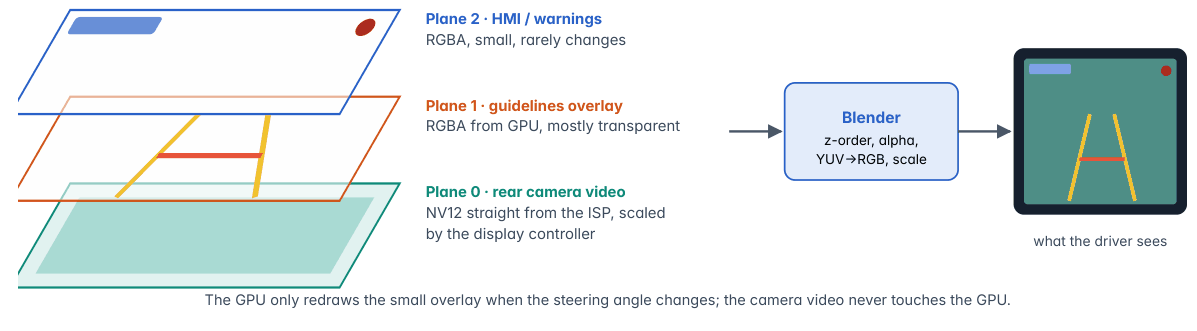 Plane 2 · HMI / warnings
RGBA, small, rarely changes
Plane 1 · guidelines overlay
RGBA from GPU, mostly transparent
Plane 0 · rear camera video
NV12 straight from the ISP, scaled
by the display controller
Blender
z-order, alpha,
YUV→RGB, scale
what the driver sees
The GPU only redraws the small overlay when the steering angle changes; the camera video never touches the GPU.